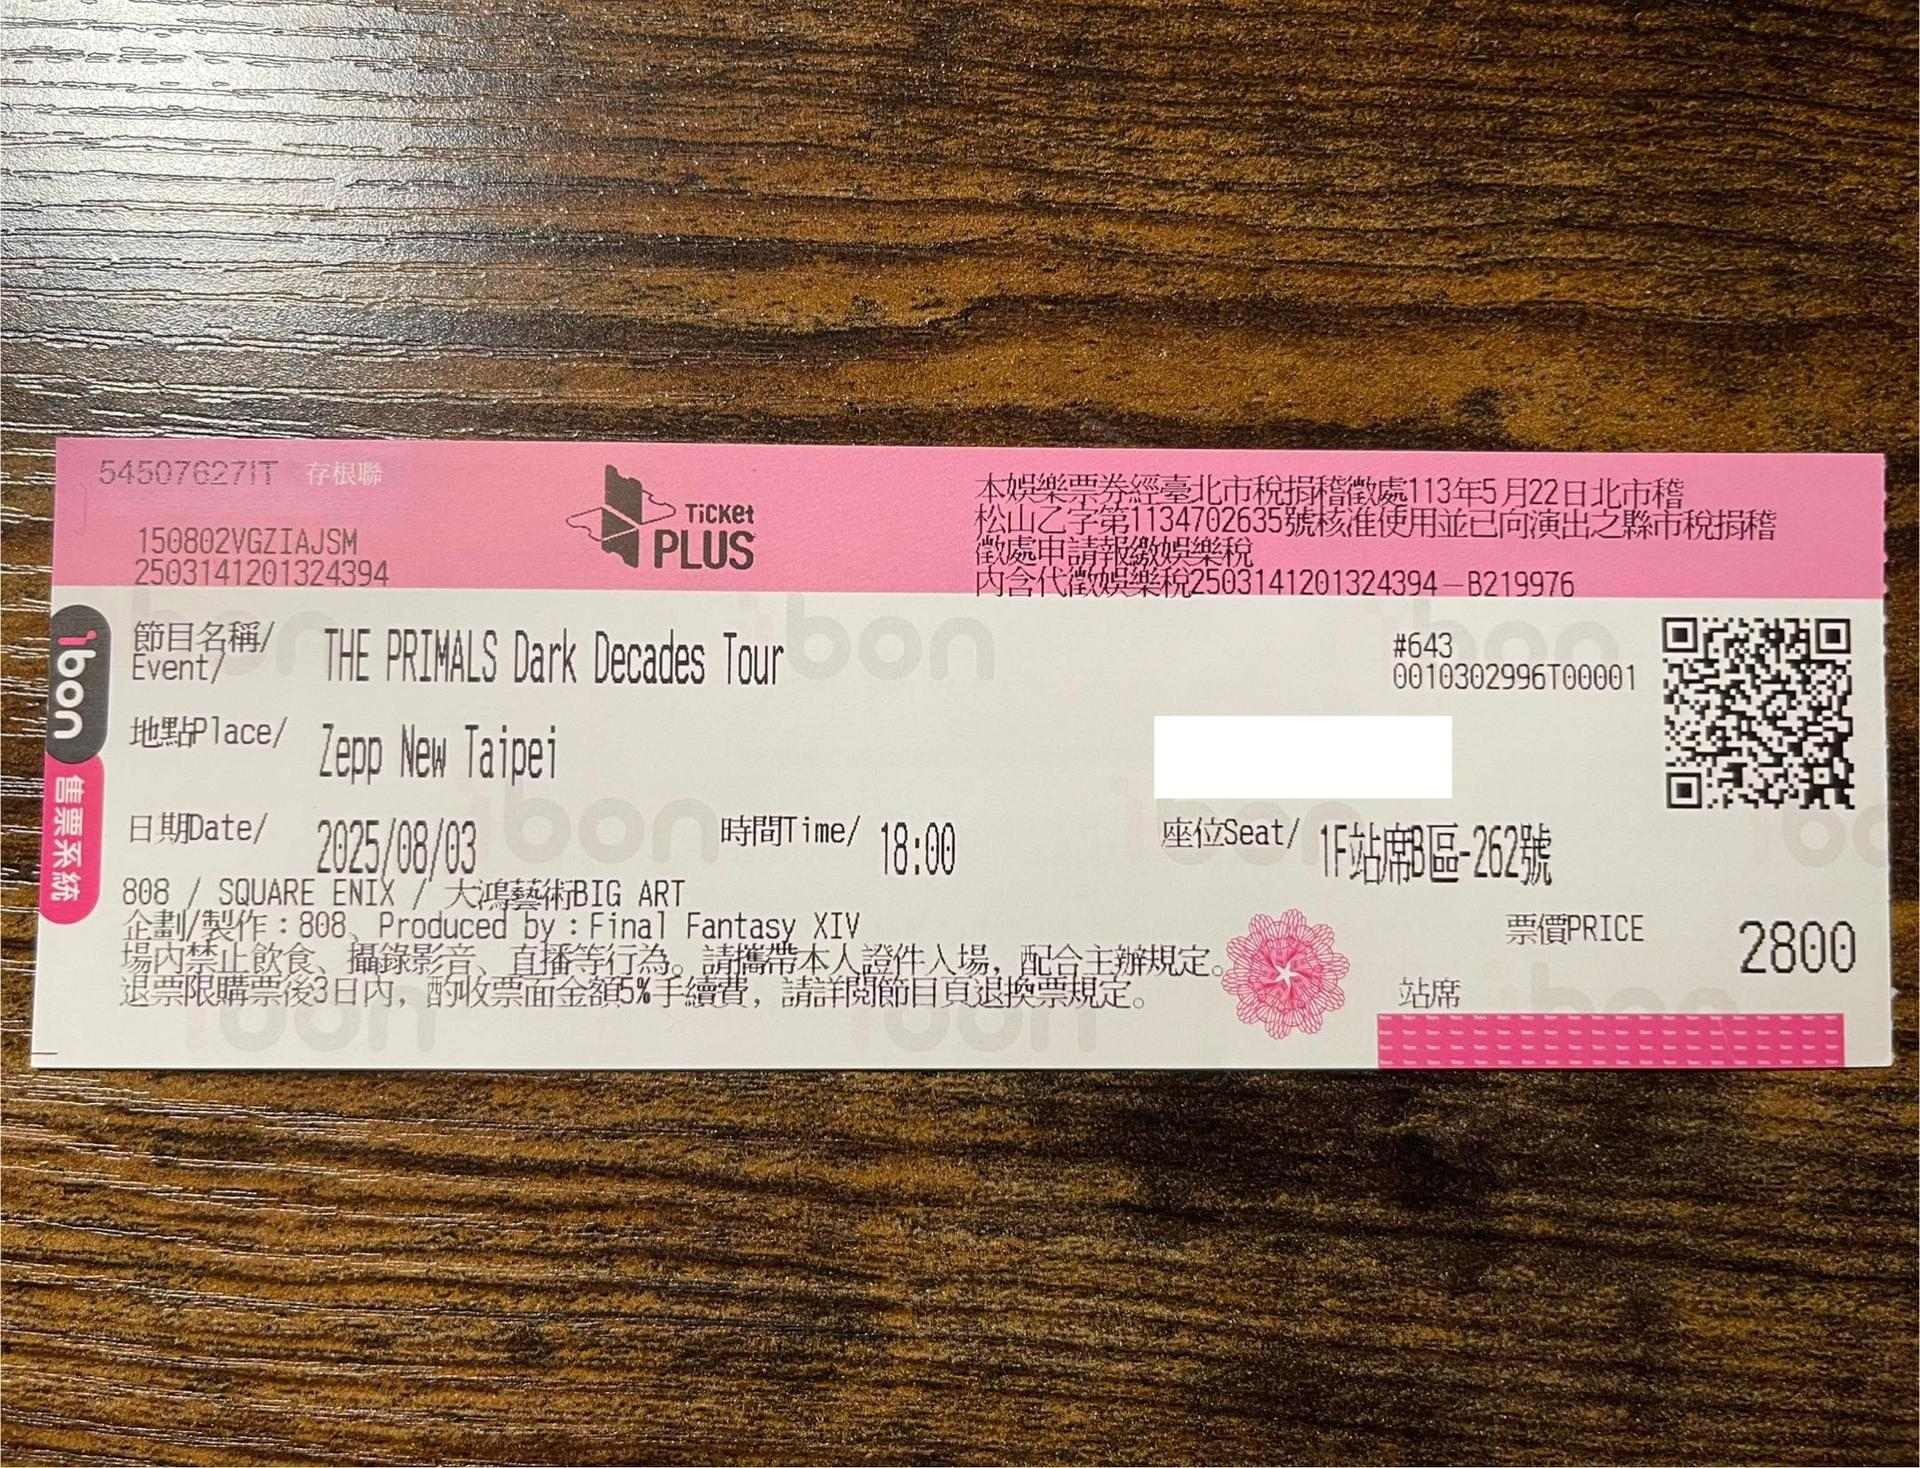 5450762711T 存根聯
150802VGZIAJSM
2503141201324394
TICKET
PLUS
本娛樂票券經臺北市稅捐稽徵處113年5月22日北市稽
松山乙字第1134702635號核准使用並已向演出之縣市稅捐稽
徵處申請報繳娛樂稅
內含代徵娛樂稅2503141201324394-B219976
ibon
售票系統
節目名稱/
Event/ THE PRIMALS Dark Decades Tour
#643
0010302996T00001
地點Place/ Zepp New Taipei
日期Date/ 2025/08/03 時間Time/ 18:00 座位Seat/ 1F站席B區-262號
808 / SQUARE ENIX / 大鴻藝術BIG ART
企劃/製作：808、Produced by：Final Fantasy XIV
場內禁止飲食、攝錄影音、直播等行為。請攜帶本人證件入場，配合主辦規定。
退票限購票後3日內，酌收票面金額5%手續費，請詳閱節目頁退換票規定。
票價PRICE 2800
站席